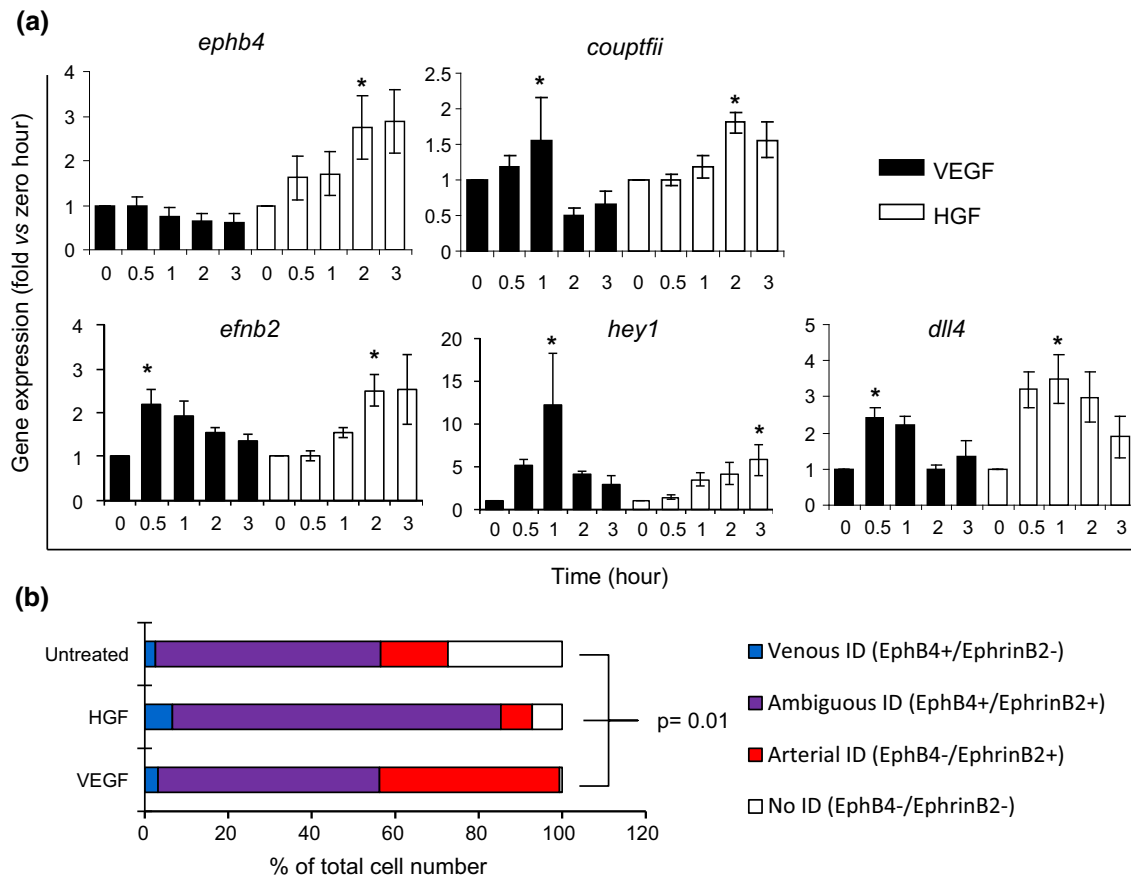 (a)
ephb4
4
3
2
1
0
*
0 0.5 1 2 3 0 0.5 1 2 3
couptfii
2.5
2
1.5
1
0.5
0
* *
0 0.5 1 2 3 0 0.5 1 2 3
VEGF
HGF
Gene expression (fold vs zero hour)
efnb2
4
3
2
1
0
* *
0 0.5 1 2 3 0 0.5 1 2 3
hey1
20
15
10
5
0
* *
0 0.5 1 2 3 0 0.5 1 2 3
dll4
5
4
3
2
1
0
* *
0 0.5 1 2 3 0 0.5 1 2 3
Time (hour)
(b)
Untreated
HGF
VEGF
p= 0.01
0 20 40 60 80 100 120
% of total cell number
Venous ID (EphB4+/EphrinB2-)
Ambiguous ID (EphB4+/EphrinB2+)
Arterial ID (EphB4-/EphrinB2+)
No ID (EphB4-/EphrinB2-)